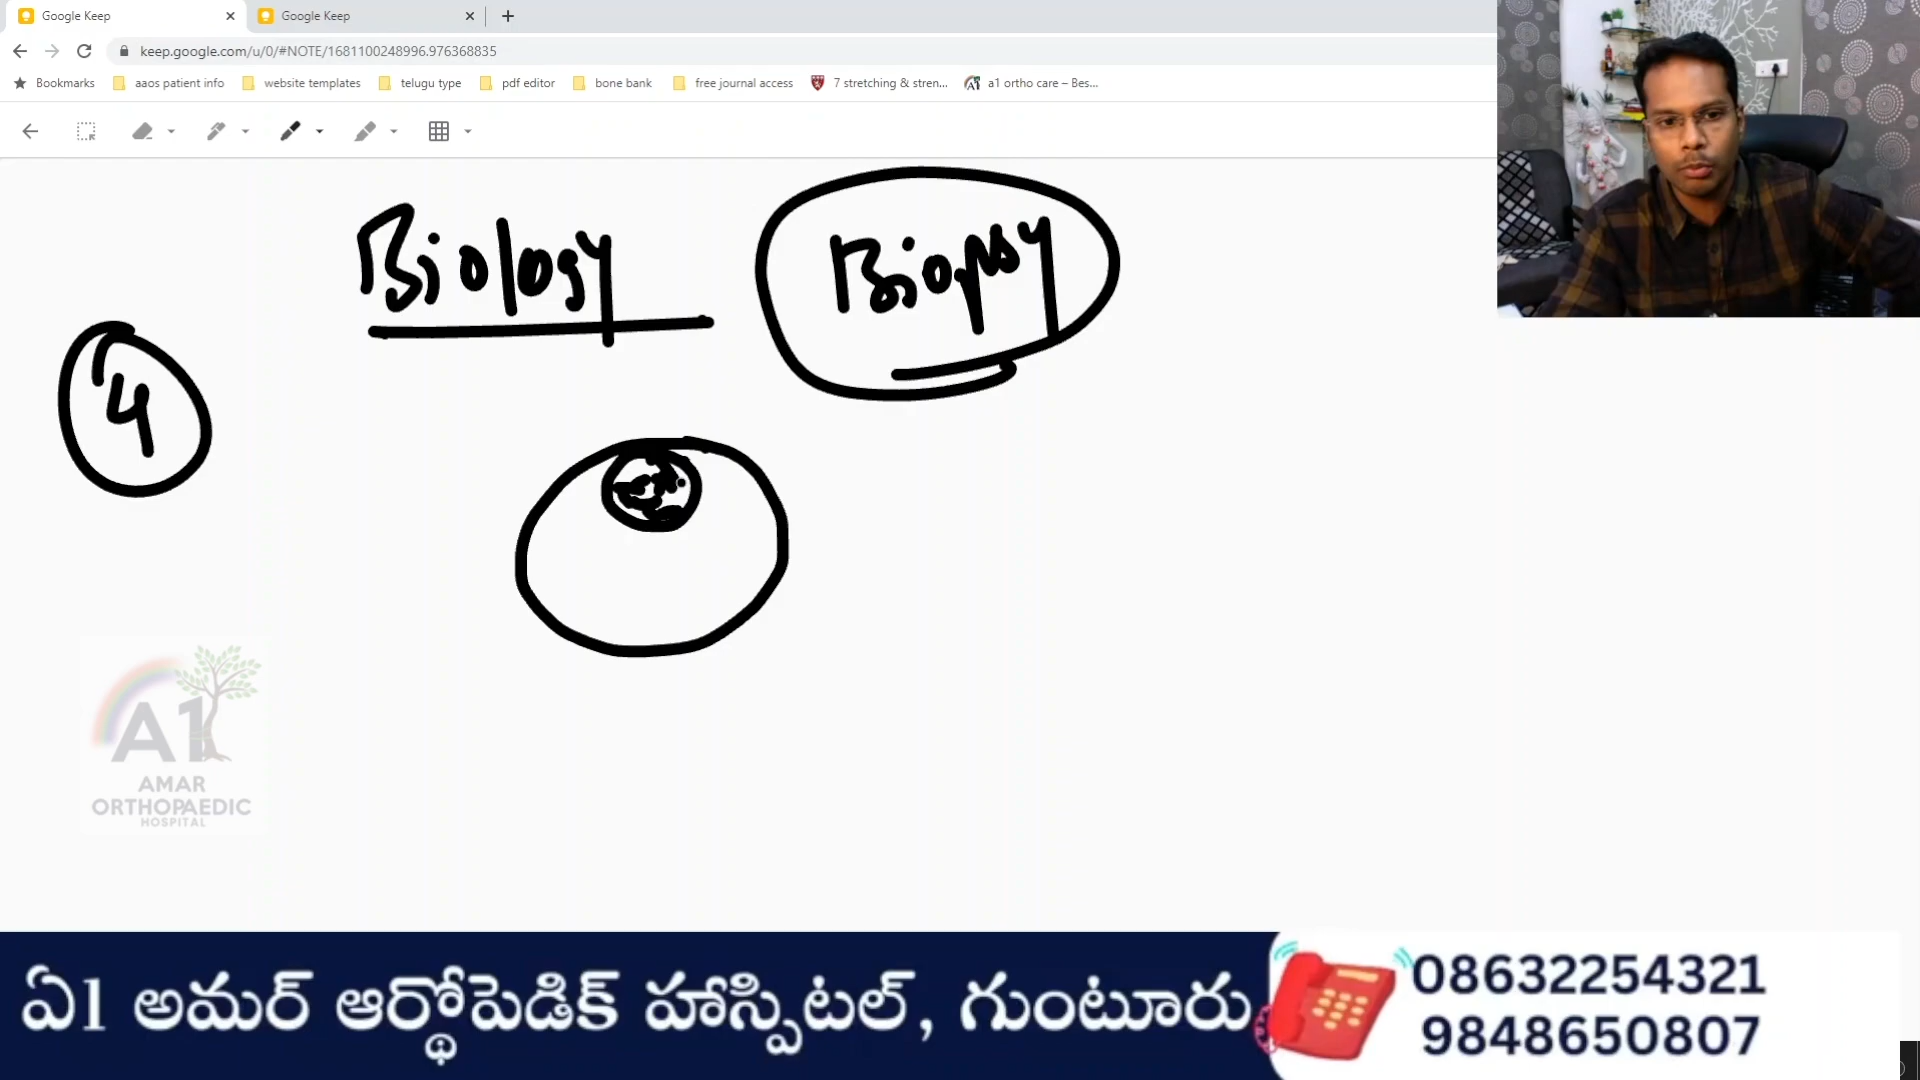 Google Keep
Google Keep
keep.google.com/u/0/#NOTE/1681100248996.976368835
Bookmarks aaos patient info website templates telugu type pdf editor bone bank free journal access 7 stretching & stren... a1 ortho care – Bes...
Biology Biopsy
4
A1
AMAR
ORTHOPAEDIC
HOSPITAL
ఏ1 అమర్ ఆర్థోపెడిక్ హాస్పిటల్, గుంటూరు
08632254321
9848650807